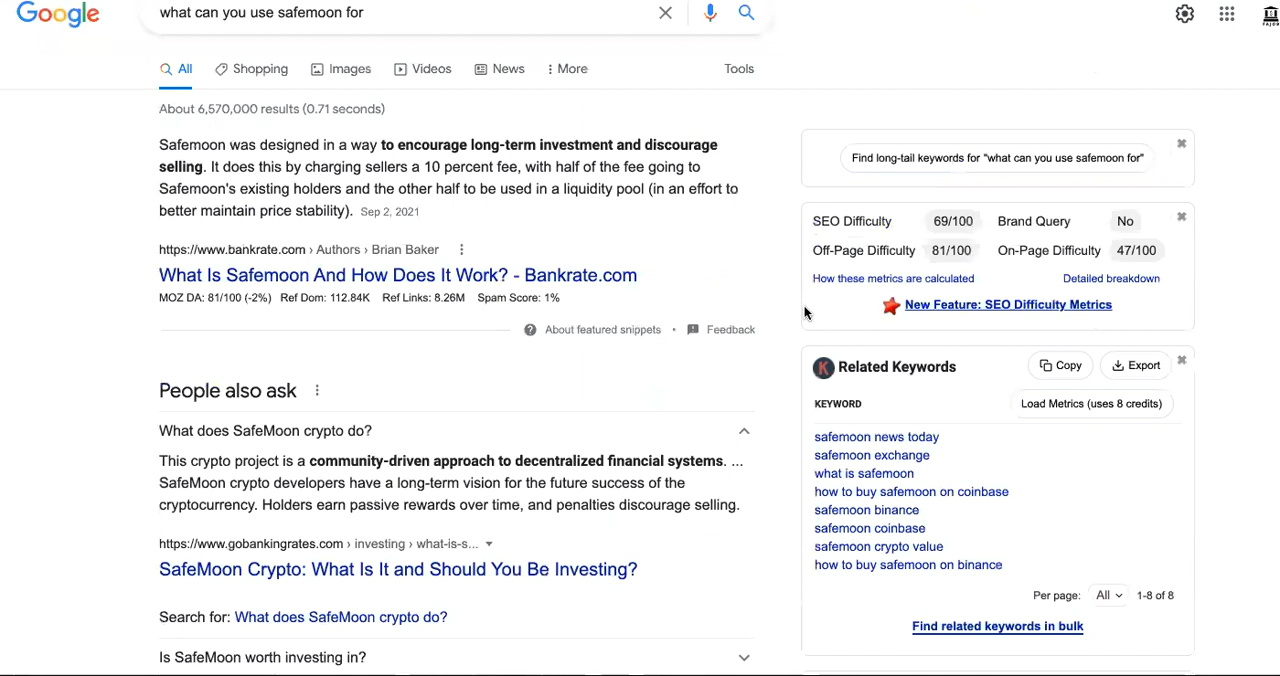 Google
what can you use safemoon for
All Shopping Images Videos News More Tools
About 6,570,000 results (0.71 seconds)
Safemoon was designed in a way to encourage long-term investment and discourage
selling. It does this by charging sellers a 10 percent fee, with half of the fee going to
Safemoon's existing holders and the other half to be used in a liquidity pool (in an effort to
better maintain price stability). Sep 2, 2021
https://www.bankrate.com › Authors › Brian Baker
What Is Safemoon And How Does It Work? - Bankrate.com
MOZ DA: 81/100 (-2%) Ref Dom: 112.84K Ref Links: 8.26M Spam Score: 1%
About featured snippets • Feedback
People also ask
What does SafeMoon crypto do?
This crypto project is a community-driven approach to decentralized financial systems. ...
SafeMoon crypto developers have a long-term vision for the future success of the
cryptocurrency. Holders earn passive rewards over time, and penalties discourage selling.
https://www.gobankingrates.com › investing › what-is-s...
SafeMoon Crypto: What Is It and Should You Be Investing?
Search for: What does SafeMoon crypto do?
Is SafeMoon worth investing in?
Find long-tail keywords for "what can you use safemoon for"
SEO Difficulty 69/100 Brand Query No
Off-Page Difficulty 81/100 On-Page Difficulty 47/100
How these metrics are calculated Detailed breakdown
New Feature: SEO Difficulty Metrics
K Related Keywords Copy Export
KEYWORD Load Metrics (uses 8 credits)
safemoon news today
safemoon exchange
what is safemoon
how to buy safemoon on coinbase
safemoon binance
safemoon coinbase
safemoon crypto value
how to buy safemoon on binance
Per page: All 1-8 of 8
Find related keywords in bulk